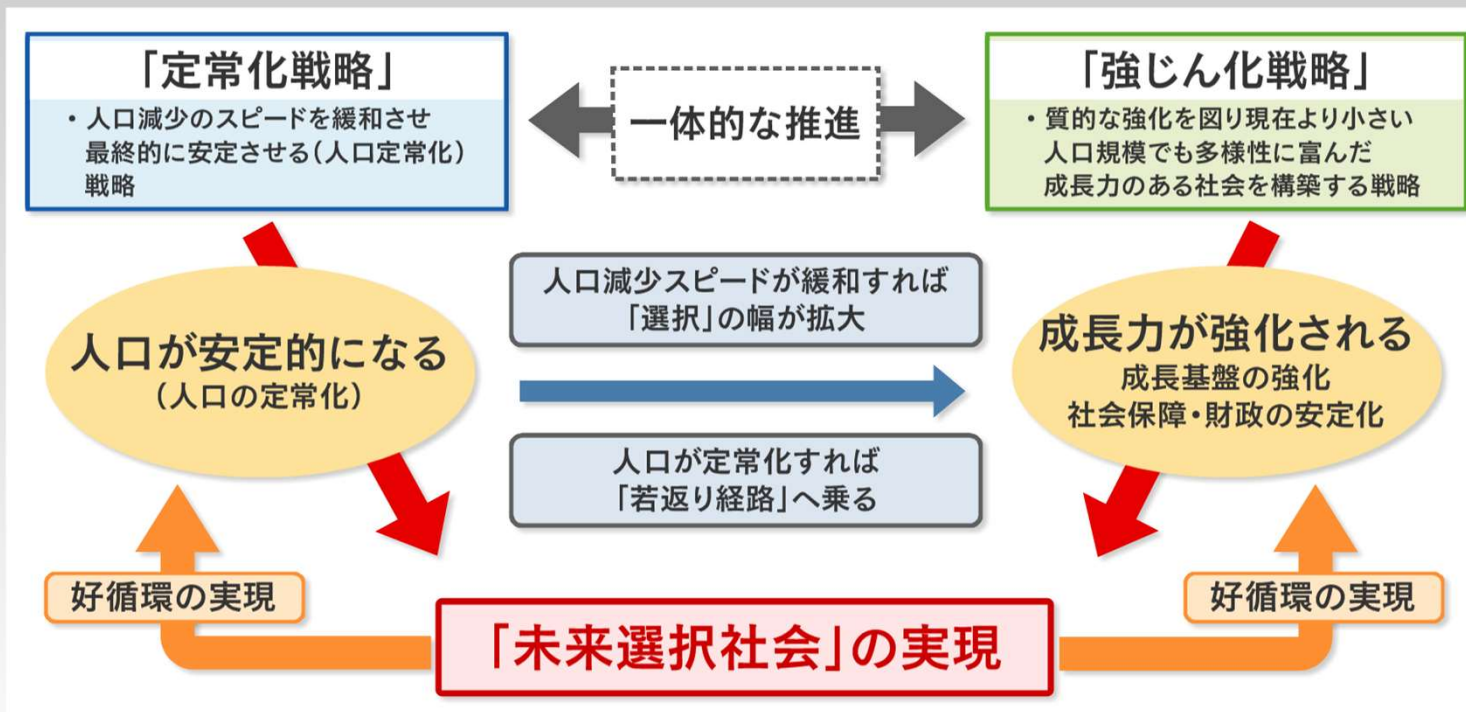 「定常化戦略」
・人口減少のスピードを緩和させ
最終的に安定させる(人口定常化)
戦略
一体的な推進
「強じん化戦略」
・質的な強化を図り現在より小さい
人口規模でも多様性に富んだ
成長力のある社会を構築する戦略
人口減少スピードが緩和すれば
「選択」の幅が拡大
人口が安定的になる
(人口の定常化)
成長力が強化される
成長基盤の強化
社会保障・財政の安定化
人口が定常化すれば
「若返り経路」へ乗る
好循環の実現
好循環の実現
「未来選択社会」の実現